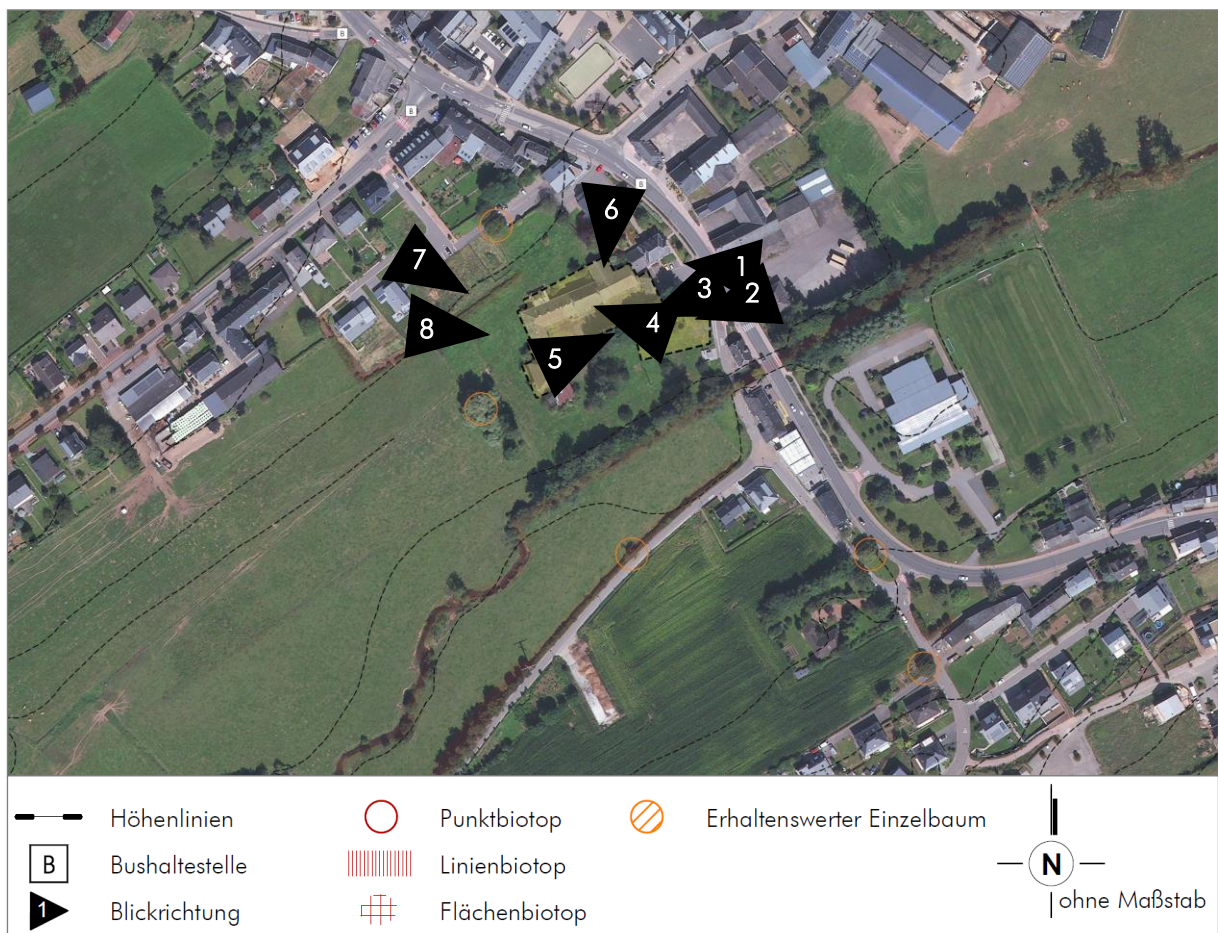 B
B
B
6
7
1
3
2
8
4
5
Höhenlinien
Punktbiotop
Erhaltenswerter Einzelbaum
B
Bushaltestelle
Linienbiotop
N
1
Blickrichtung
Flächenbiotop
ohne Maßstab